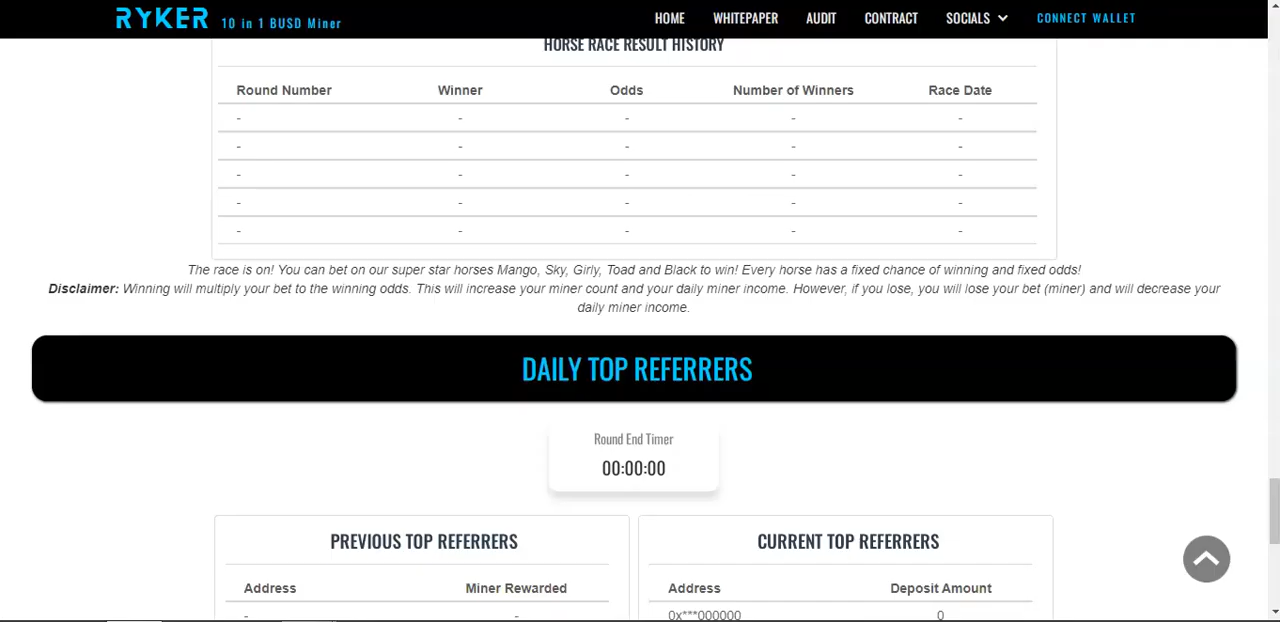 RYKER 10 in 1 BUSD Miner HOME WHITEPAPER AUDIT CONTRACT SOCIALS CONNECT WALLET
HORSE RACE RESULT HISTORY
Round Number Winner Odds Number of Winners Race Date
- - - - -
- - - - -
- - - - -
- - - - -
- - - - -
The race is on! You can bet on our super star horses Mango, Sky, Girly, Toad and Black to win! Every horse has a fixed chance of winning and fixed odds!
Disclaimer: Winning will multiply your bet to the winning odds. This will increase your miner count and your daily miner income. However, if you lose, you will lose your bet (miner) and will decrease your
daily miner income.
DAILY TOP REFERRERS
Round End Timer
00:00:00
PREVIOUS TOP REFERRERS CURRENT TOP REFERRERS
Address Miner Rewarded Address Deposit Amount
- - 0x***000000 0